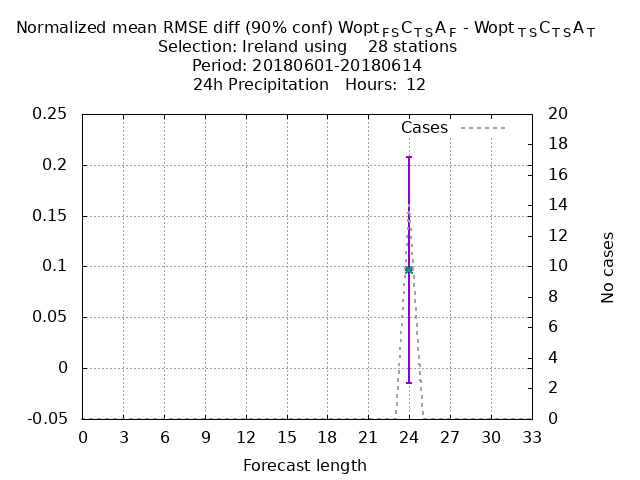 Normalized mean RMSE diff (90% conf) Wopt FS C TS A F - Wopt TS C TS A T
Selection: Ireland using 28 stations
Period: 20180601-20180614
24h Precipitation Hours: 12
Cases
0.25
0.2
0.15
0.1
0.05
0
-0.05
20
18
16
14
12
10
8
6
4
2
0
No cases
0 3 6 9 12 15 18 21 24 27 30 33
Forecast length